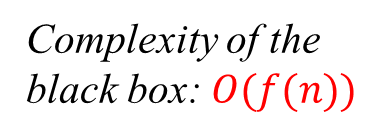 Complexity of the
black box: O(f(n))